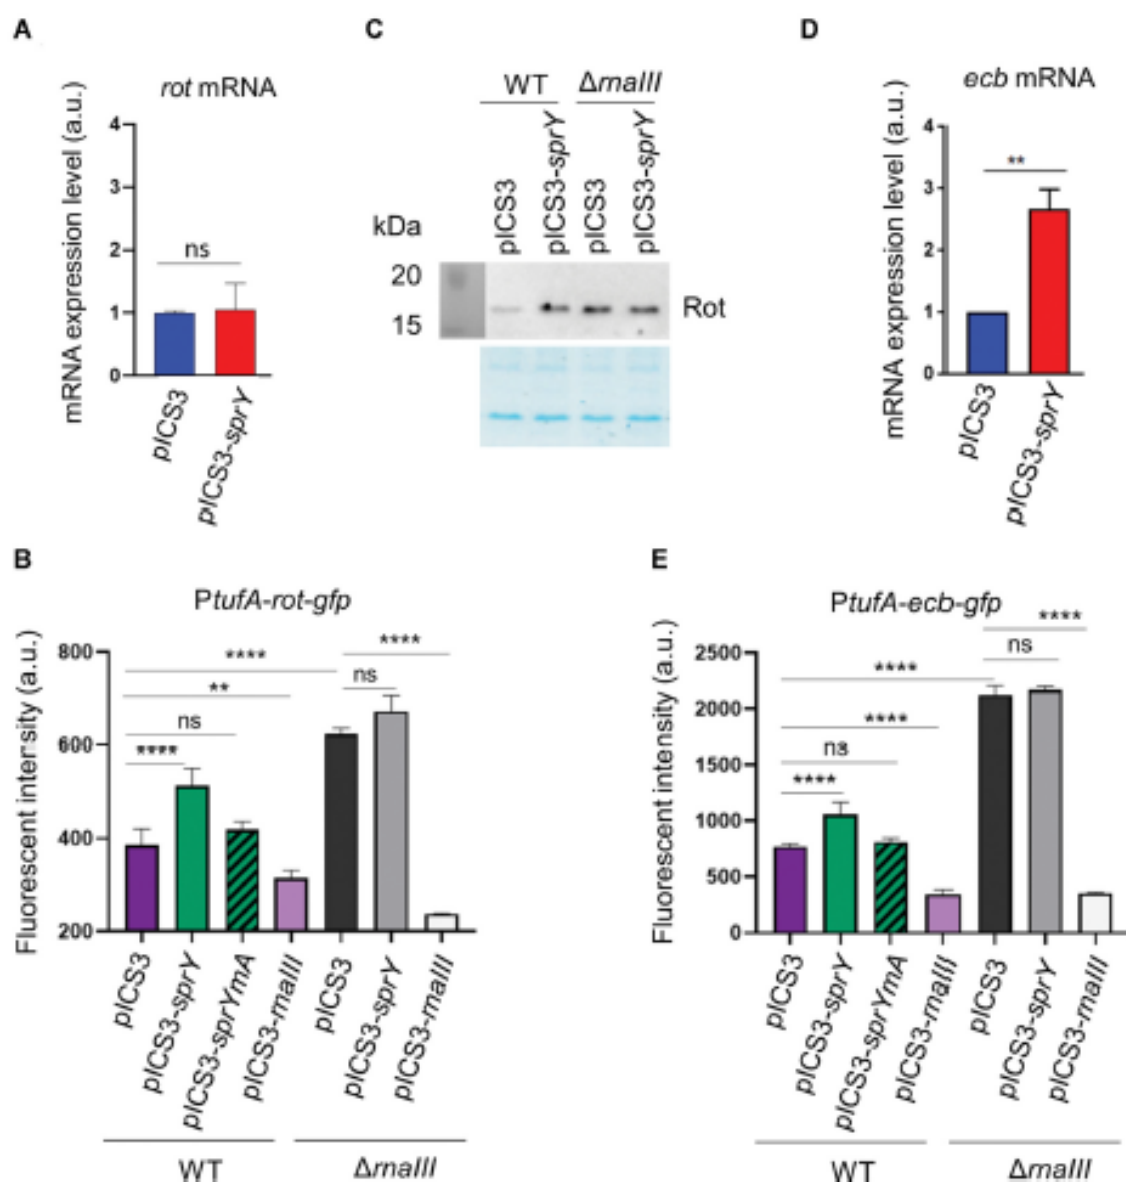 A
rot mRNA
mRNA expression level (a.u.)
4
3
2
1
0
ns
pICS3
pICS3-sprY
C
WT
ΔrnaIII
pICS3
pICS3-sprY
pICS3
pICS3-sprY
kDa
20
15
Rot
D
ecb mRNA
mRNA expression level (a.u.)
4
3
2
1
0
**
pICS3
pICS3-sprY
B
PtufA-rot-gfp
Fluorescent intensity (a.u.)
800
600
400
200
****
****
ns
**
ns
****
pICS3
pICS3-sprY
pICS3-sprYmA
pICS3-rnaIII
pICS3
pICS3-sprY
pICS3-rnaIII
WT
ΔrnaIII
E
PtufA-ecb-gfp
Fluorescent intensity (a.u.)
2500
2000
1500
1000
500
0
****
ns
****
****
ns
****
pICS3
pICS3-sprY
pICS3-sprYmA
pICS3-rnaIII
pICS3
pICS3-sprY
pICS3-rnaIII
WT
ΔrnaIII